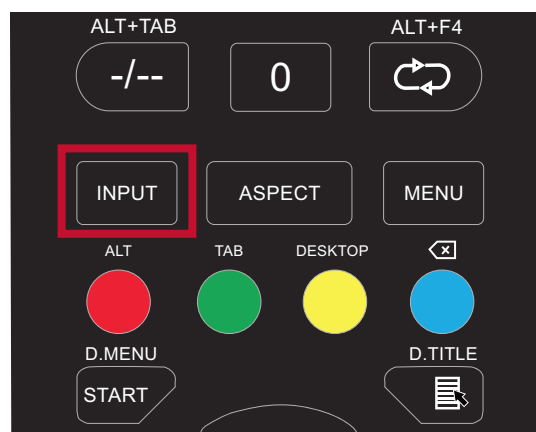 ALT+TAB ALT+F4
-/-- 0
INPUT ASPECT MENU
ALT TAB DESKTOP
D.MENU D.TITLE
START